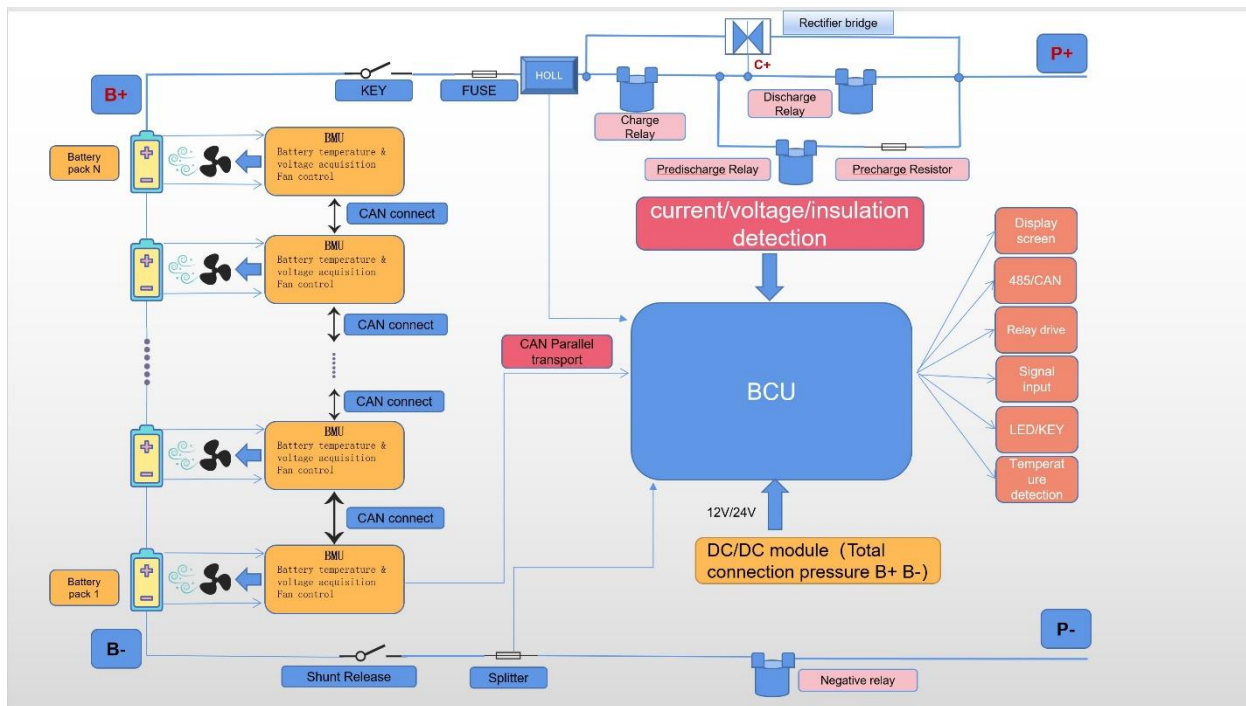 Rectifier bridge
P+
C+
B+
KEY
FUSE
HOLL
Charge
Relay
Discharge
Relay
Predischarge Relay
Precharge Resistor
Battery
pack N
BMU
Battery temperature &
voltage acquisition
Fan control
CAN connect
BMU
Battery temperature &
voltage acquisition
Fan control
CAN connect
CAN connect
BMU
Battery temperature &
voltage acquisition
Fan control
CAN connect
Battery
pack 1
BMU
Battery temperature &
voltage acquisition
Fan control
current/voltage/insulation
detection
CAN Parallel
transport
BCU
Display
screen
485/CAN
Relay drive
Signal
input
LED/KEY
Temperat
ure
detection
12V/24V
DC/DC module（Total
connection pressure B+ B-）
B-
Shunt Release
Splitter
Negative relay
P-